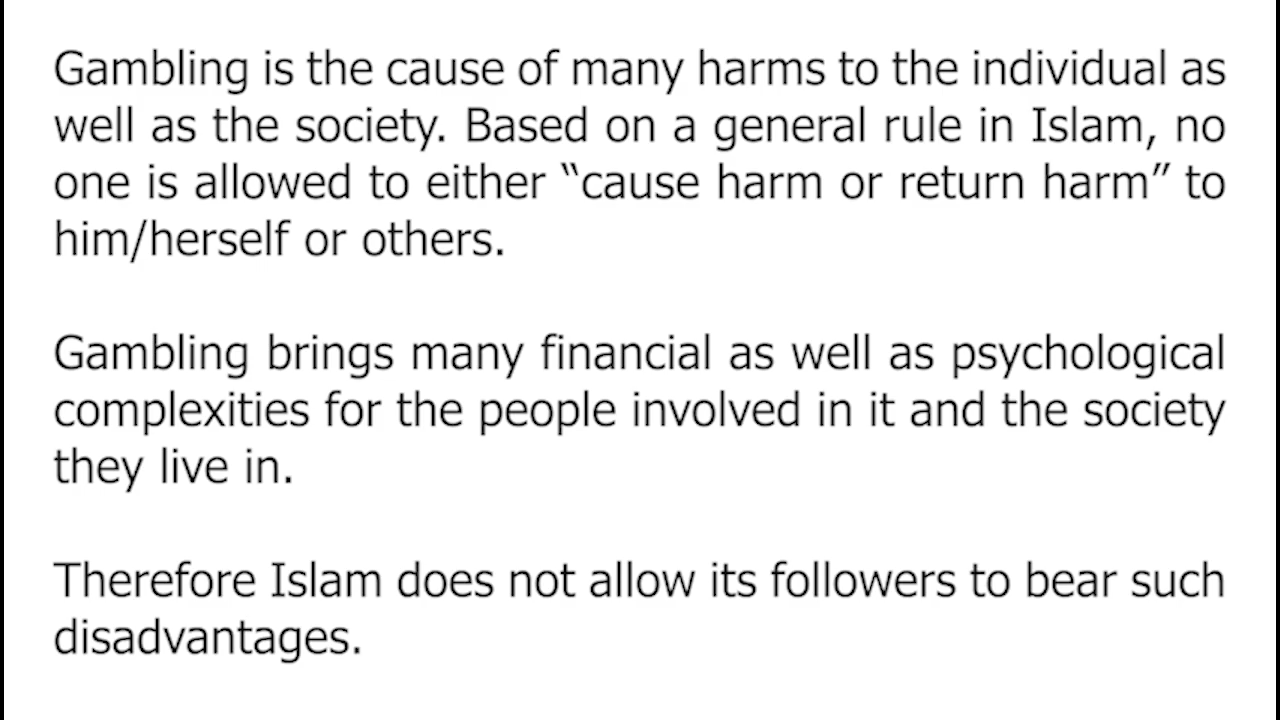 Gambling is the cause of many harms to the individual as
well as the society. Based on a general rule in Islam, no
one is allowed to either “cause harm or return harm” to
him/herself or others.
Gambling brings many financial as well as psychological
complexities for the people involved in it and the society
they live in.
Therefore Islam does not allow its followers to bear such
disadvantages.